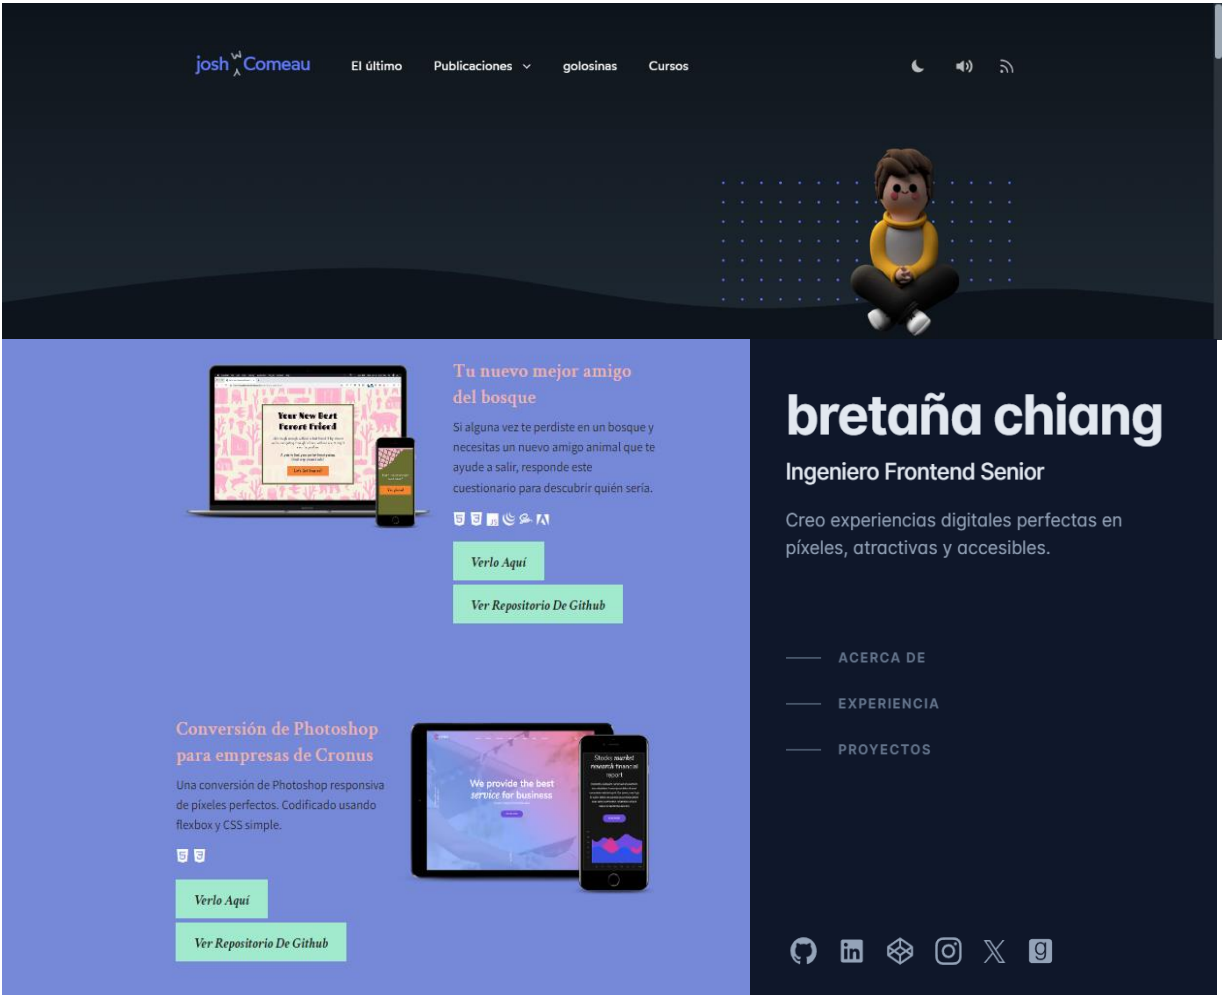 josh W Comeau
El último
Publicaciones
golosinas
Cursos
Your New Best
Forest Friend
Tu nuevo mejor amigo
del bosque
Si alguna vez te perdiste en un bosque y
necesitas un nuevo amigo animal que te
ayude a salir, responde este
cuestionario para descubrir quién sería.
Verlo Aquí
Ver Repositorio De Github
Conversión de Photoshop
para empresas de Cronus
Una conversión de Photoshop responsiva
de píxeles perfectos. Codificado usando
flexbox y CSS simple.
Verlo Aquí
Ver Repositorio De Github
We provide the best
service for business
Stocks market
research financial
report
bretaña chiang
Ingeniero Frontend Senior
Creo experiencias digitales perfectas en
píxeles, atractivas y accesibles.
ACERCA DE
EXPERIENCIA
PROYECTOS